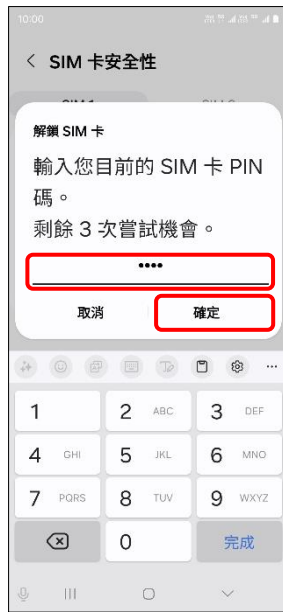 10:00
SIM 卡安全性
解鎖 SIM 卡
輸入您目前的 SIM 卡 PIN
碼。
剩餘 3 次嘗試機會。
••••
取消 確定
1 2 ABC 3 DEF
4 GHI 5 JKL 6 MNO
7 PQRS 8 TUV 9 WXYZ
0 完成